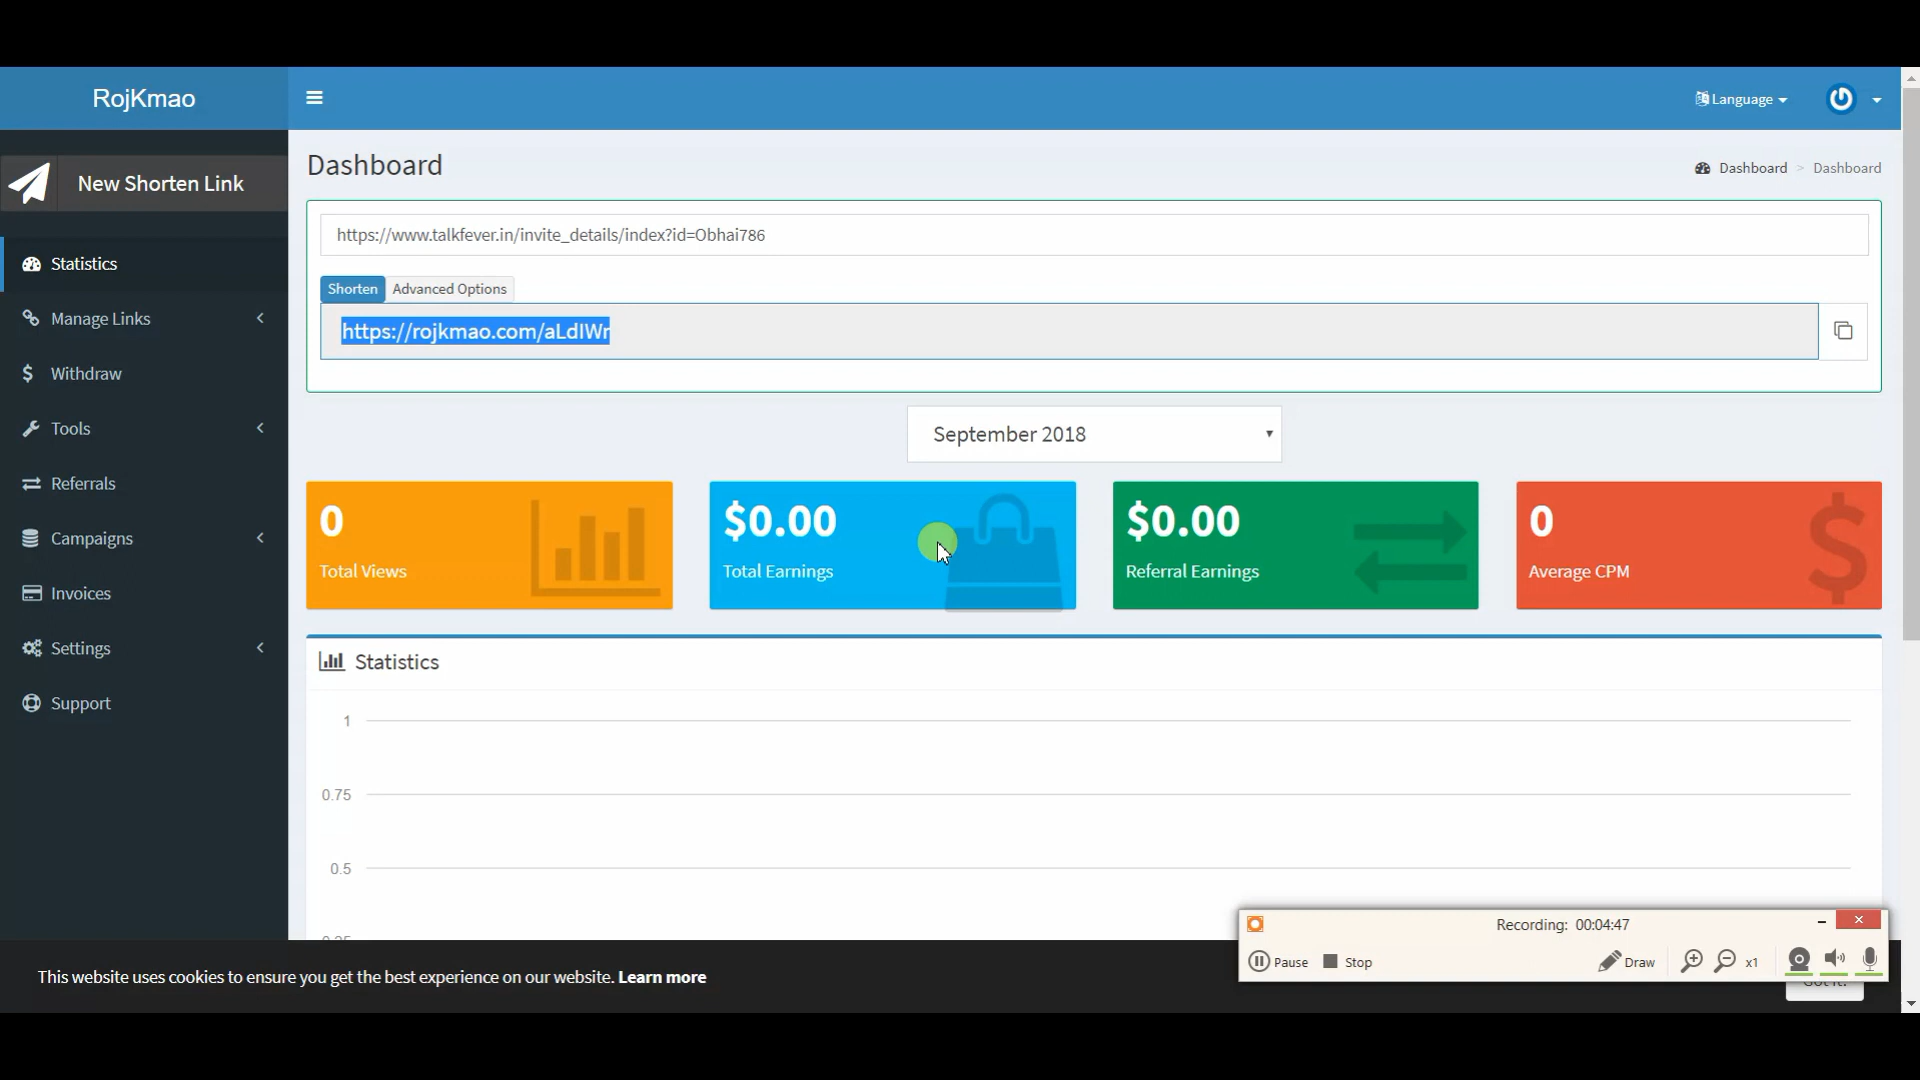 RojKmao
Language
New Shorten Link
Dashboard
Dashboard > Dashboard
https://www.talkfever.in/invite_details/index?id=Obhai786
Statistics
Shorten
Advanced Options
Manage Links
https://rojkmao.com/aLdIWr
Withdraw
Tools
September 2018
Referrals
0
Total Views
$0.00
Total Earnings
$0.00
Referral Earnings
0
Average CPM
Campaigns
Invoices
Settings
Support
Statistics
1
0.75
0.5
Recording: 00:04:47
Pause
Stop
Draw
x1
This website uses cookies to ensure you get the best experience on our website. Learn more